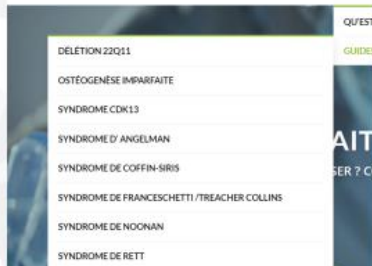 QU'EST
GUIDE
DÉLÉTION 22Q11
OSTÉOGENÈSE IMPARFAITE
SYNDROME CDK13
SYNDROME D' ANGELMAN
AIT
SYNDROME DE COFFIN-SIRIS
SER ? C
SYNDROME DE FRANCESCHETTI /TREACHER COLLINS
SYNDROME DE NOONAN
SYNDROME DE RETT